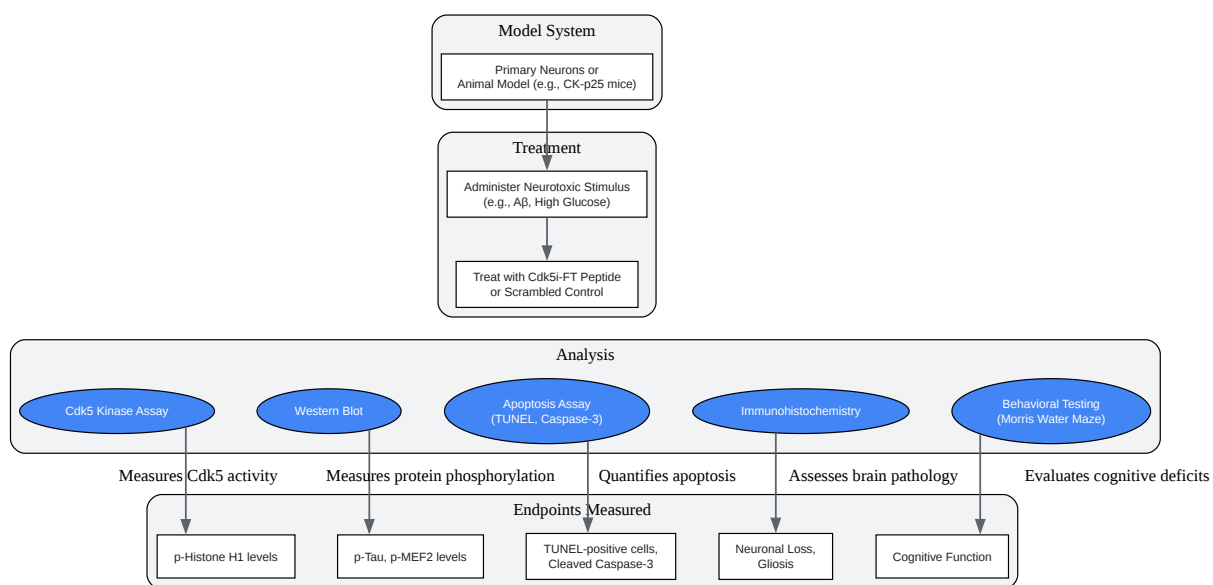 Model System
Primary Neurons or
Animal Model (e.g., CK-p25 mice)
Treatment
Administer Neurotoxic Stimulus
(e.g., Aβ, High Glucose)
Treat with Cdk5i-FT Peptide
or Scrambled Control
Analysis
Cdk5 Kinase Assay
Western Blot
Apoptosis Assay
(TUNEL, Caspase-3)
Immunohistochemistry
Behavioral Testing
(Morris Water Maze)
Measures Cdk5 activity
Measures protein phosphorylation
Quantifies apoptosis
Assesses brain pathology
Evaluates cognitive deficits
Endpoints Measured
p-Histone H1 levels
p-Tau, p-MEF2 levels
TUNEL-positive cells,
Cleaved Caspase-3
Neuronal Loss,
Gliosis
Cognitive Function